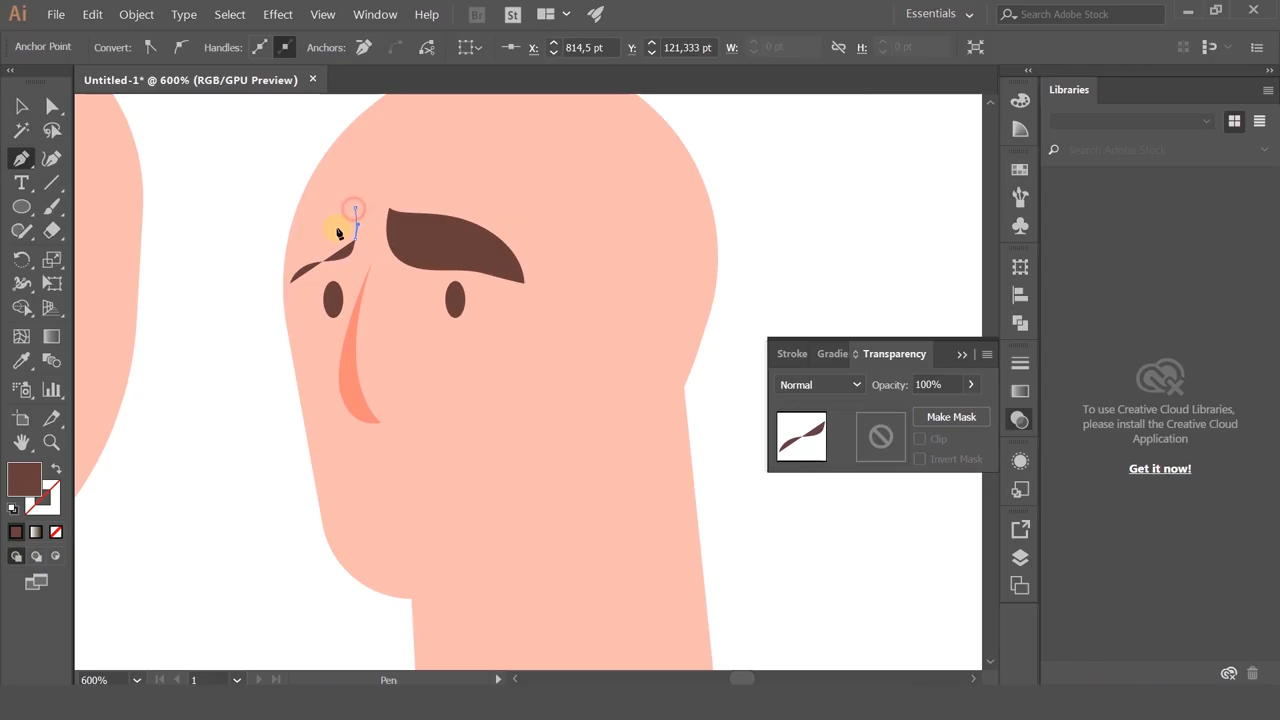 Ai File Edit Object Type Select Effect View Window Help Br St Essentials Search Adobe Stock
Anchor Point Convert: Handles: Anchors: X: 814,5 pt Y: 121,333 pt W: 0 pt H: 0 pt
Untitled-1* @ 600% (RGB/GPU Preview)
Libraries
Search Adobe Stock
Stroke Gradie Transparency
Normal Opacity: 100%
Make Mask
Clip
Invert Mask
To use Creative Cloud Libraries,
please install the Creative Cloud
Application
Get it now!
600% 1 Pen